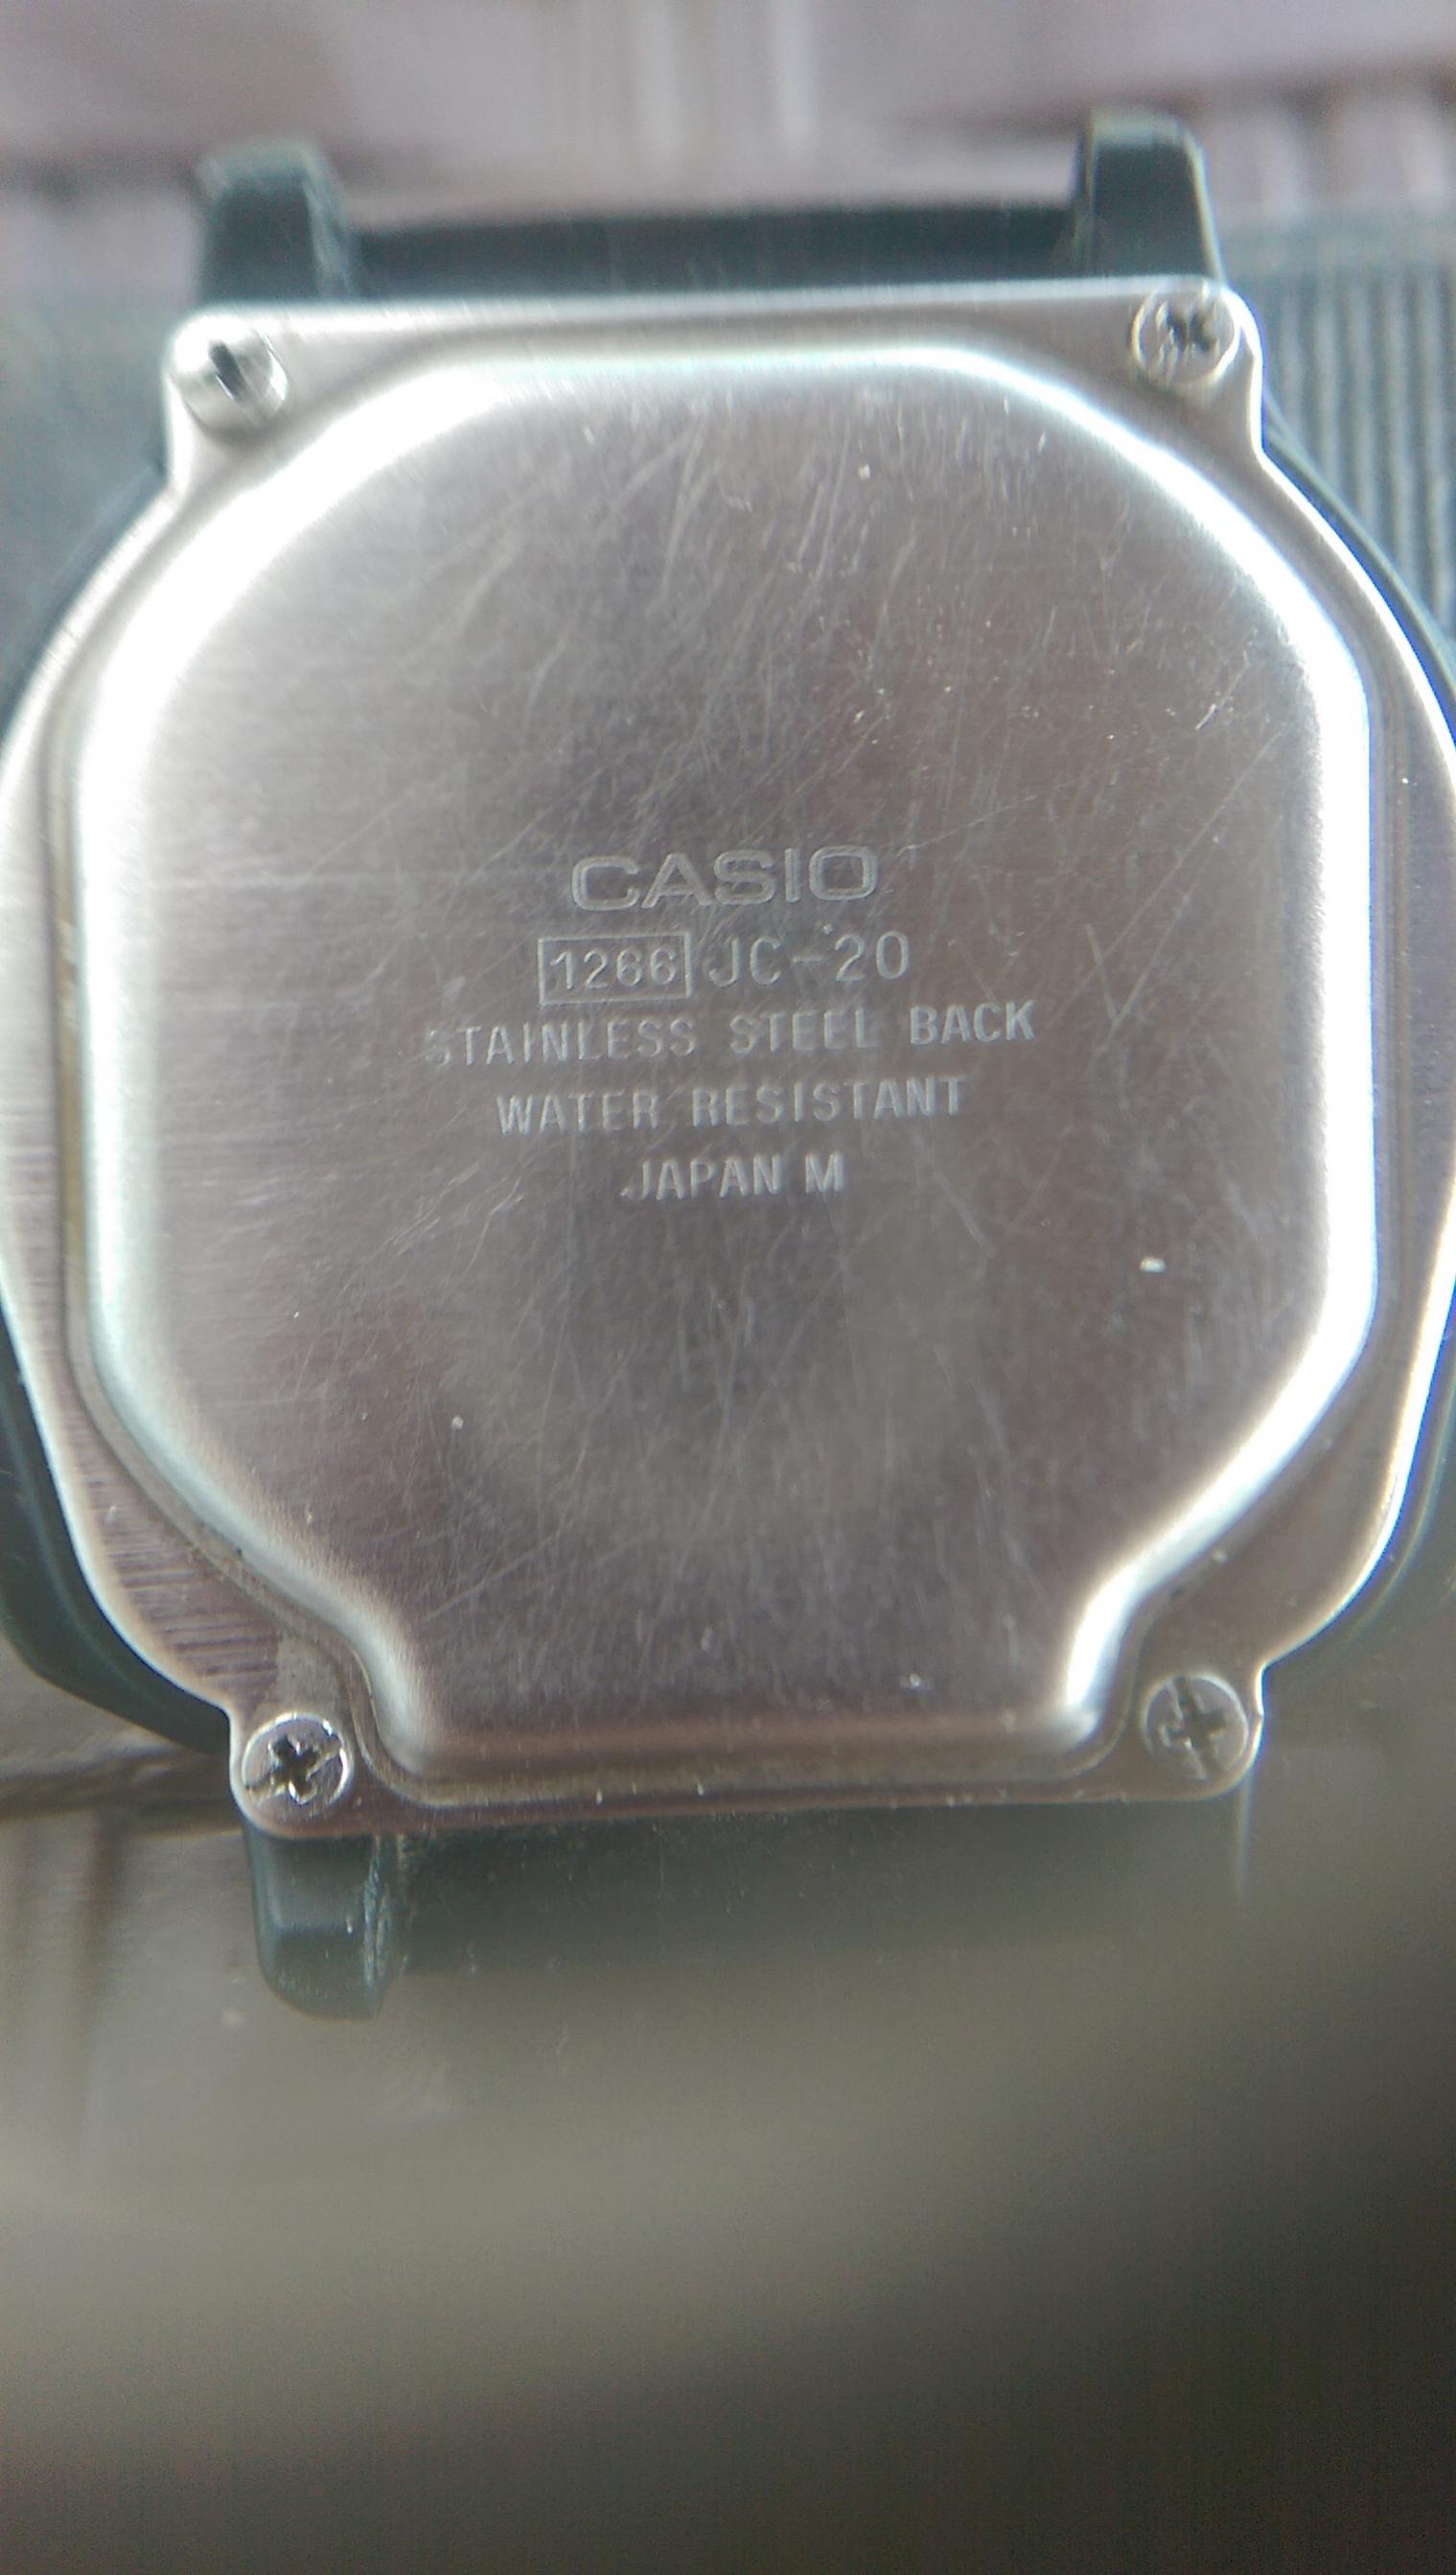 CASIO
1266 JC-20
STAINLESS STEEL BACK
WATER RESISTANT
JAPAN M